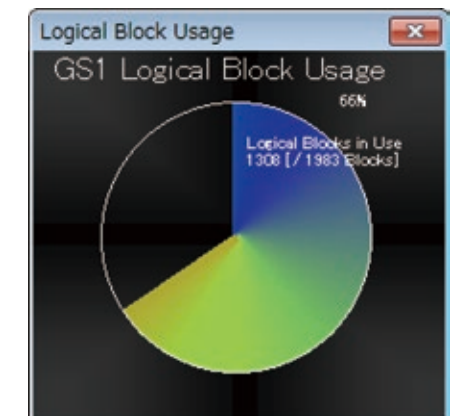 Logical Block Usage
GS1 Logical Block Usage
66%
Logical Blocks in Use
1308 [/ 1983 Blocks]